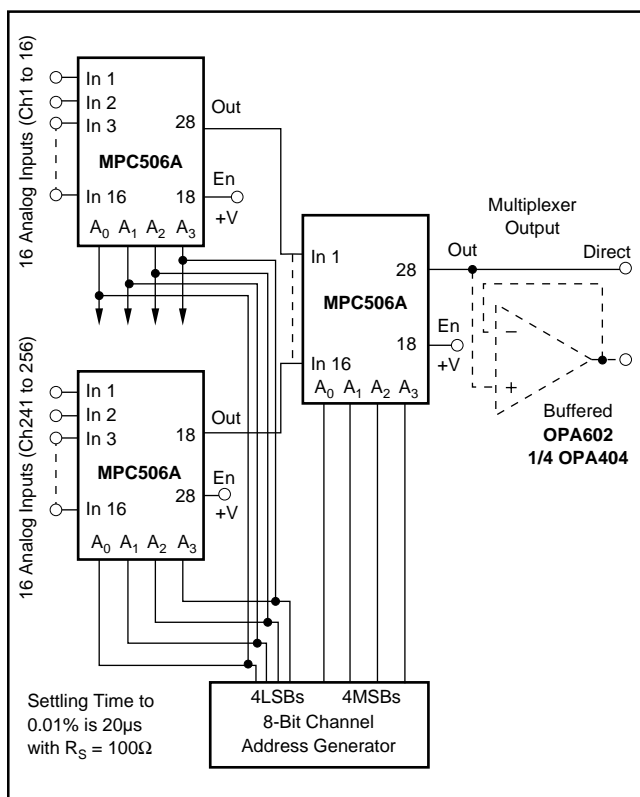 16 Analog Inputs (Ch1 to 16)
In 1
In 2
In 3
In 16
28
MPC506A
18
A0 A1 A2 A3
Out
En
+V
16 Analog Inputs (Ch241 to 256)
In 1
In 2
In 3
In 16
18
MPC506A
28
A0 A1 A2 A3
Out
En
+V
In 1
In 16
28
MPC506A
18
A0 A1 A2 A3
Out
En
+V
Multiplexer
Output
Direct
–
+
Buffered
OPA602
1/4 OPA404
4LSBs 4MSBs
8-Bit Channel
Address Generator
Settling Time to
0.01% is 20µs
with RS = 100Ω